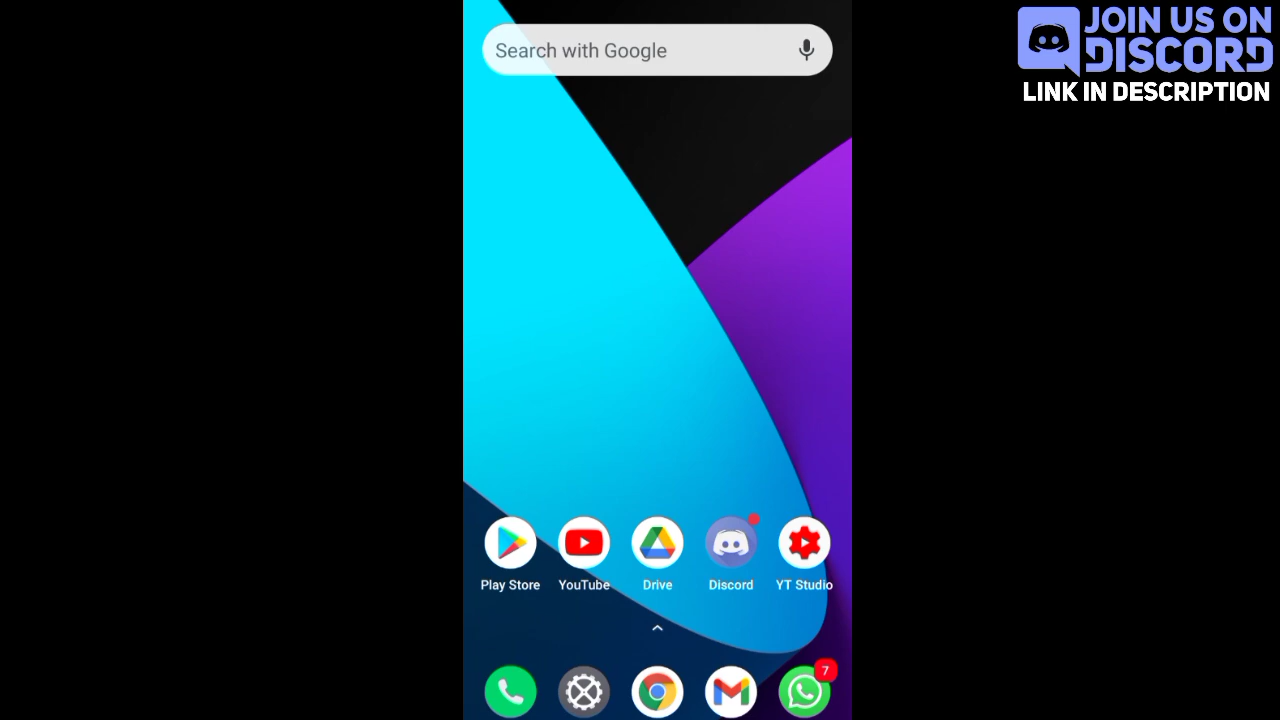 Search with Google
JOIN US ON
DISCORD
LINK IN DESCRIPTION
Play Store
YouTube
Drive
Discord
YT Studio
7